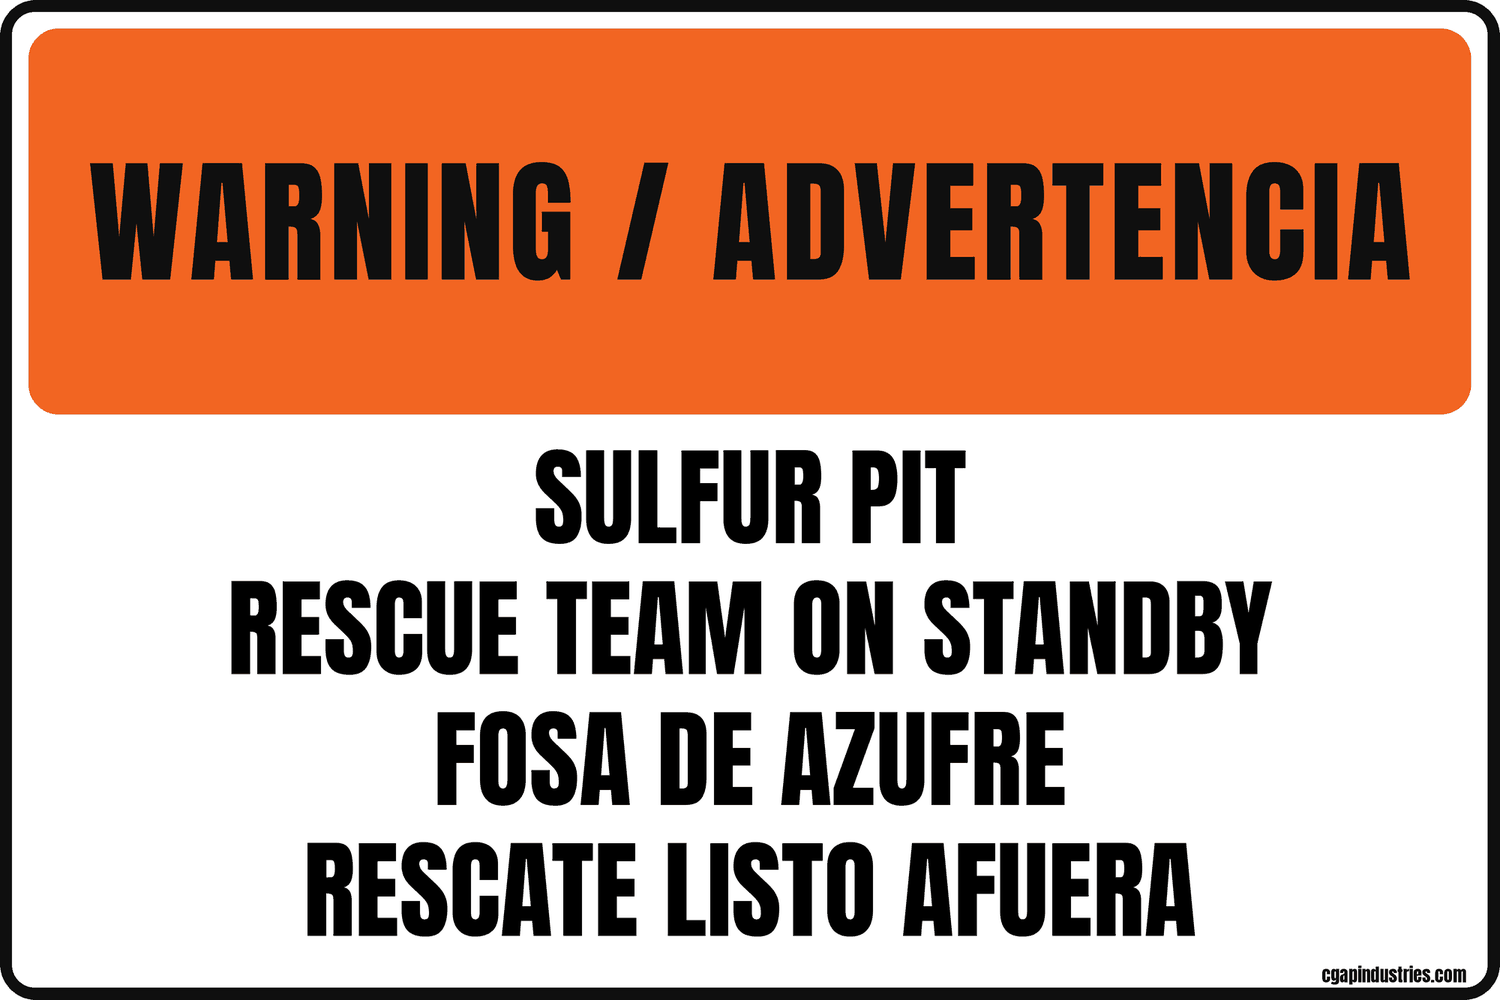 WARNING / ADVERTENCIA
SULFUR PIT
RESCUE TEAM ON STANDBY
FOSA DE AZUFRE
RESCATE LISTO AFUERA
cgapindustries.com